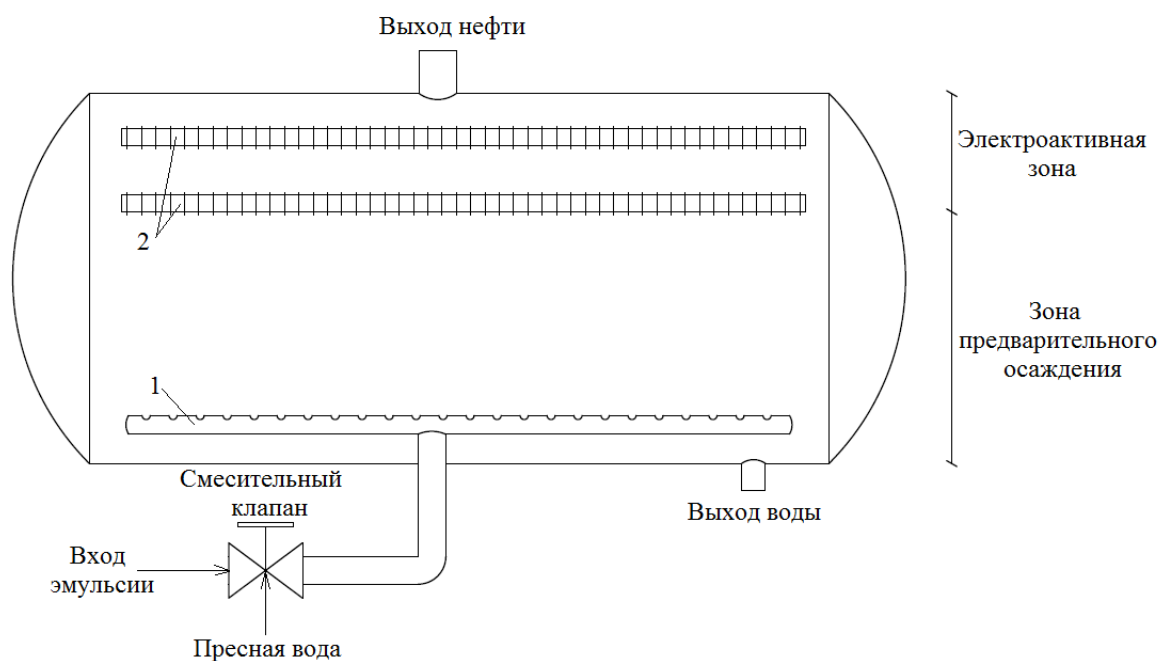 Выход нефти
Электроактивная
зона
2
Зона
предварительного
осаждения
1
Смесительный
клапан
Выход воды
Вход
эмульсии
Пресная вода